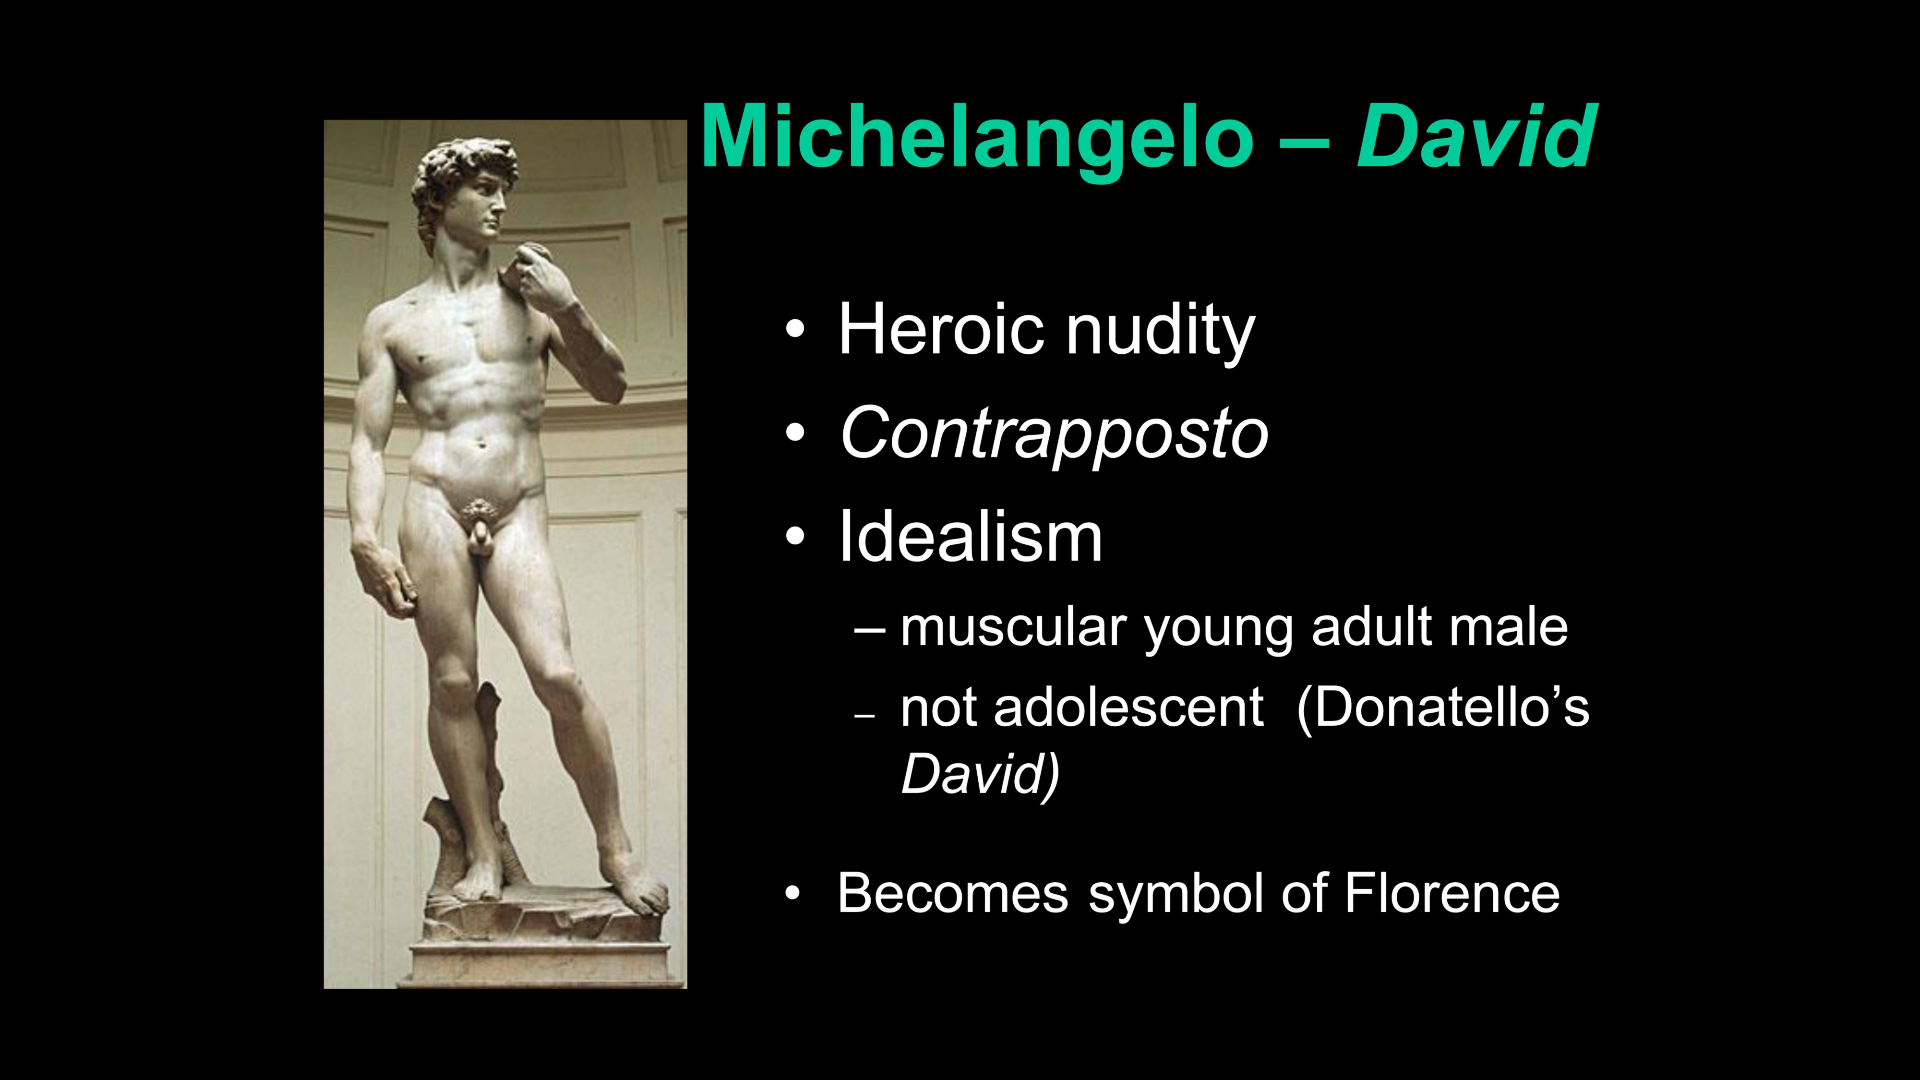 Michelangelo – David
• Heroic nudity
• Contrapposto
• Idealism
– muscular young adult male
– not adolescent  (Donatello’s
David)
• Becomes symbol of Florence